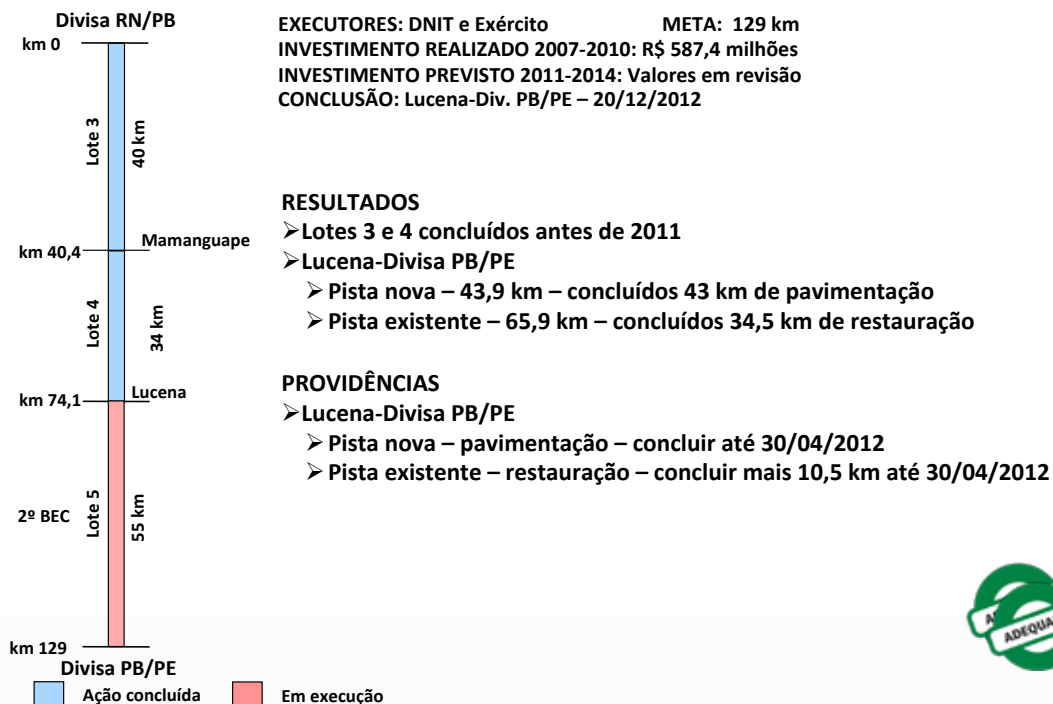 Divisa RN/PB
km 0
Lote 3
40 km
Mamanguape
km 40,4
Lote 4
34 km
Lucena
km 74,1
2º BEC
Lote 5
55 km
km 129
Divisa PB/PE
Ação concluída
Em execução
EXECUTORES: DNIT e Exército META: 129 km
INVESTIMENTO REALIZADO 2007-2010: R$ 587,4 milhões
INVESTIMENTO PREVISTO 2011-2014: Valores em revisão
CONCLUSÃO: Lucena-Div. PB/PE – 20/12/2012
RESULTADOS
➢Lotes 3 e 4 concluídos antes de 2011
➢Lucena-Divisa PB/PE
➢ Pista nova – 43,9 km – concluídos 43 km de pavimentação
➢ Pista existente – 65,9 km – concluídos 34,5 km de restauração
PROVIDÊNCIAS
➢Lucena-Divisa PB/PE
➢ Pista nova – pavimentação – concluir até 30/04/2012
➢ Pista existente – restauração – concluir mais 10,5 km até 30/04/2012
ADEQUA